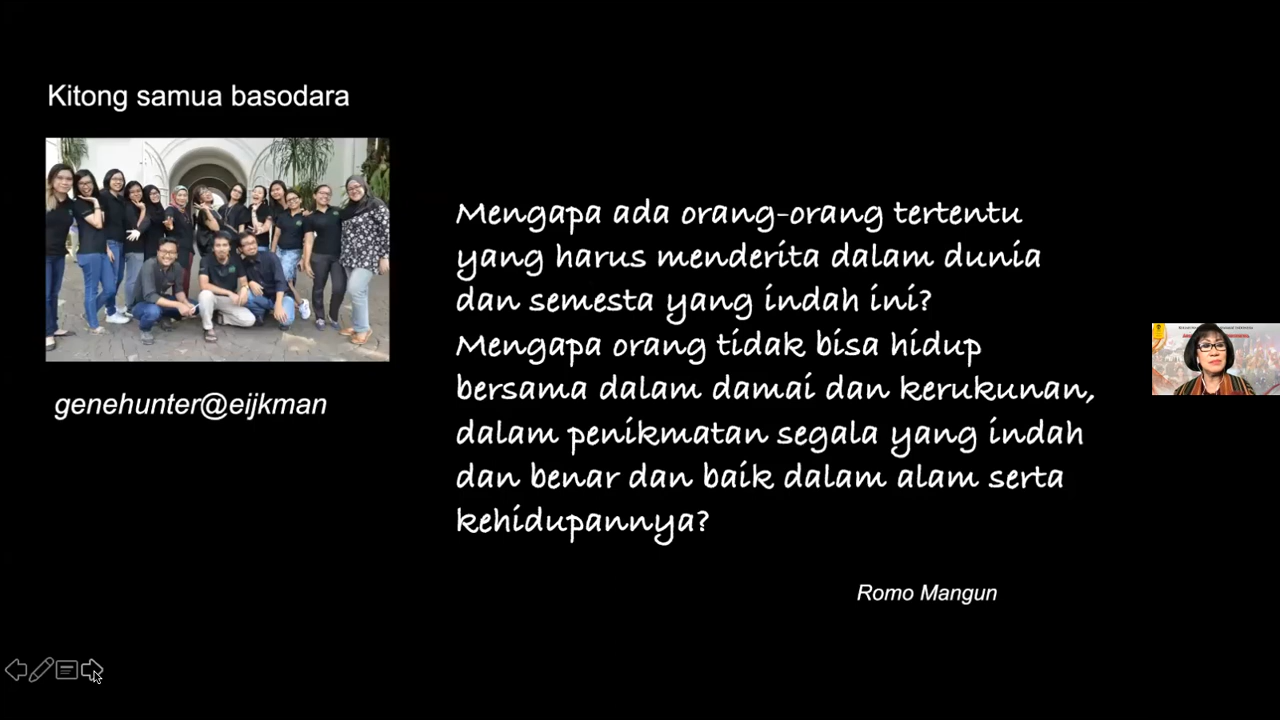 Kitong samua basodara
genehunter@eijkman
Mengapa ada orang-orang tertentu
yang harus menderita dalam dunia
dan semesta yang indah ini?
Mengapa orang tidak bisa hidup
bersama dalam damai dan kerukunan,
dalam penikmatan segala yang indah
dan benar dan baik dalam alam serta
kehidupannya?
Romo Mangun